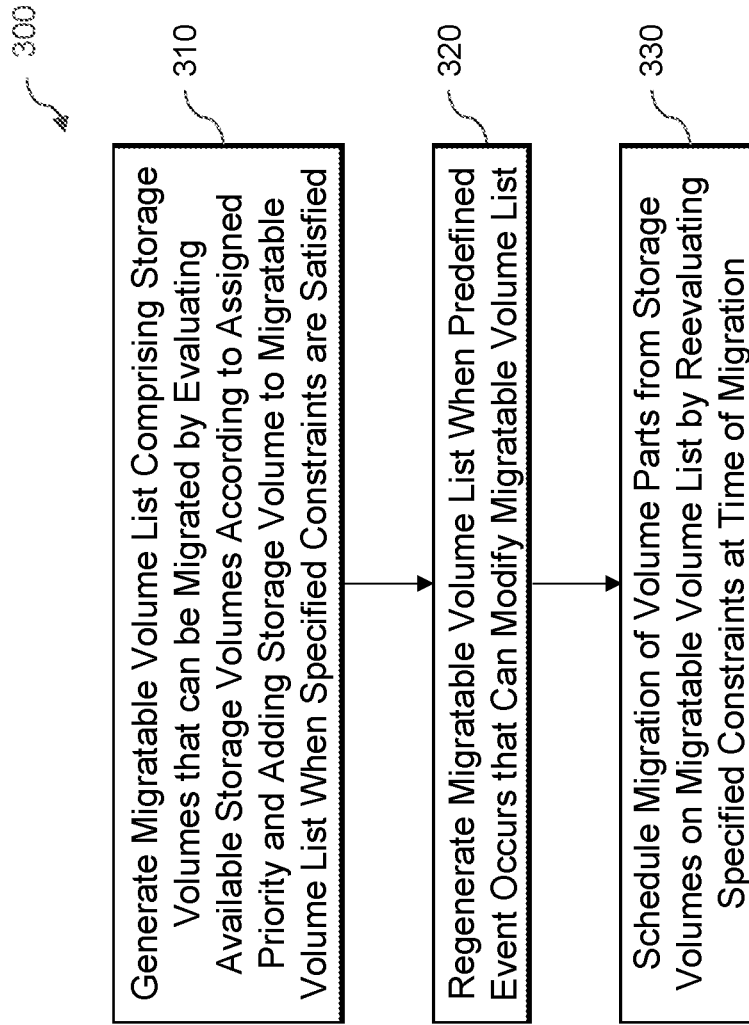 300
Generate Migratable Volume List Comprising Storage
Volumes that can be Migrated by Evaluating
Available Storage Volumes According to Assigned
Priority and Adding Storage Volume to Migratable
Volume List When Specified Constraints are Satisfied
310
Regenerate Migratable Volume List When Predefined
Event Occurs that Can Modify Migratable Volume List
320
Schedule Migration of Volume Parts from Storage
Volumes on Migratable Volume List by Reevaluating
Specified Constraints at Time of Migration
330